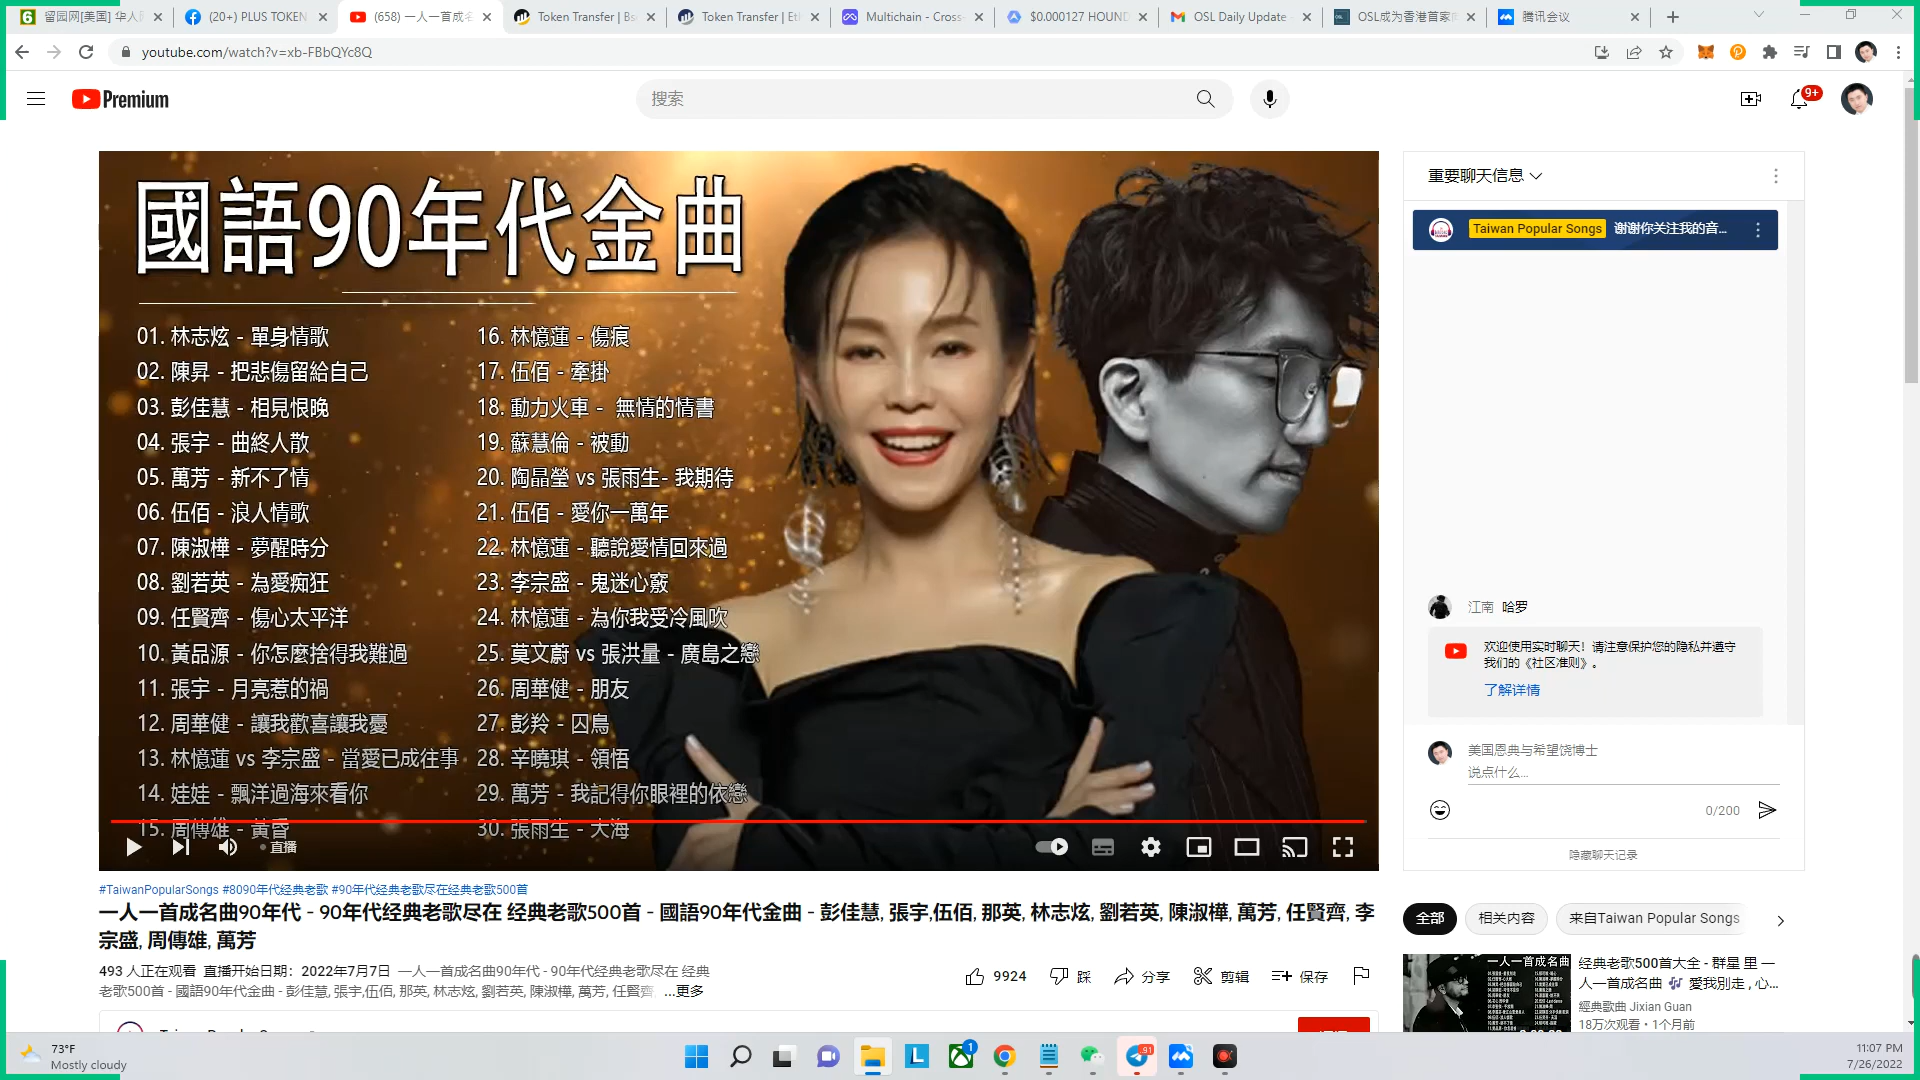 留园网[美国] 华人
(20+) PLUS TOKEN
(658) 一人一首成名
Token Transfer | Bs
Token Transfer | Et
Multichain - Cross-
$0.000127 HOUND
OSL Daily Update -
OSL成为香港首家
腾讯会议
youtube.com/watch?v=xb-FBbQYc8Q
Premium
搜索
9+
國語90年代金曲
01. 林志炫 - 單身情歌
02. 陳昇 - 把悲傷留給自己
03. 彭佳慧 - 相見恨晚
04. 張宇 - 曲終人散
05. 萬芳 - 新不了情
06. 伍佰 - 浪人情歌
07. 陳淑樺 - 夢醒時分
08. 劉若英 - 為愛痴狂
09. 任賢齊 - 傷心太平洋
10. 黃品源 - 你怎麼捨得我難過
11. 張宇 - 月亮惹的禍
12. 周華健 - 讓我歡喜讓我憂
13. 林憶蓮 vs 李宗盛 - 當愛已成往事
14. 娃娃 - 飄洋過海來看你
15. 周傳雄 - 黃昏
16. 林憶蓮 - 傷痕
17. 伍佰 - 牽掛
18. 動力火車 - 無情的情書
19. 蘇慧倫 - 被動
20. 陶晶瑩 vs 張雨生- 我期待
21. 伍佰 - 愛你一萬年
22. 林憶蓮 - 聽說愛情回來過
23. 李宗盛 - 鬼迷心竅
24. 林憶蓮 - 為你我受冷風吹
25. 莫文蔚 vs 張洪量 - 廣島之戀
26. 周華健 - 朋友
27. 彭羚 - 囚鳥
28. 辛曉琪 - 領悟
29. 萬芳 - 我記得你眼裡的依戀
30. 張雨生 - 大海
直播
重要聊天信息
Taiwan Popular Songs 谢谢你关注我的音...
江南 哈罗
欢迎使用实时聊天！请注意保护您的隐私并遵守
我们的《社区准则》。
了解详情
美国恩典与希望饶博士
说点什么...
0/200
隐藏聊天记录
#TaiwanPopularSongs #8090年代经典老歌 #90年代经典老歌尽在经典老歌500首
一人一首成名曲90年代 - 90年代经典老歌尽在 经典老歌500首 - 國語90年代金曲 - 彭佳慧, 張宇,伍佰, 那英, 林志炫, 劉若英, 陳淑樺, 萬芳, 任賢齊, 李
宗盛, 周傳雄, 萬芳
493 人正在观看 直播开始日期：2022年7月7日 一人一首成名曲90年代 - 90年代经典老歌尽在 经典
老歌500首 - 國語90年代金曲 - 彭佳慧, 張宇,伍佰, 那英, 林志炫, 劉若英, 陳淑樺, 萬芳, 任賢齊 ...更多
9924
踩
分享
剪辑
保存
全部
相关内容
来自Taiwan Popular Songs
一人一首成名曲
经典老歌500首大全 - 群星 里 一
人一首成名曲 🎶 愛我別走 , 心...
經典歌曲 Jixian Guan
18万次观看 • 1个月前
73°F
Mostly cloudy
1
91
11:07 PM
7/26/2022